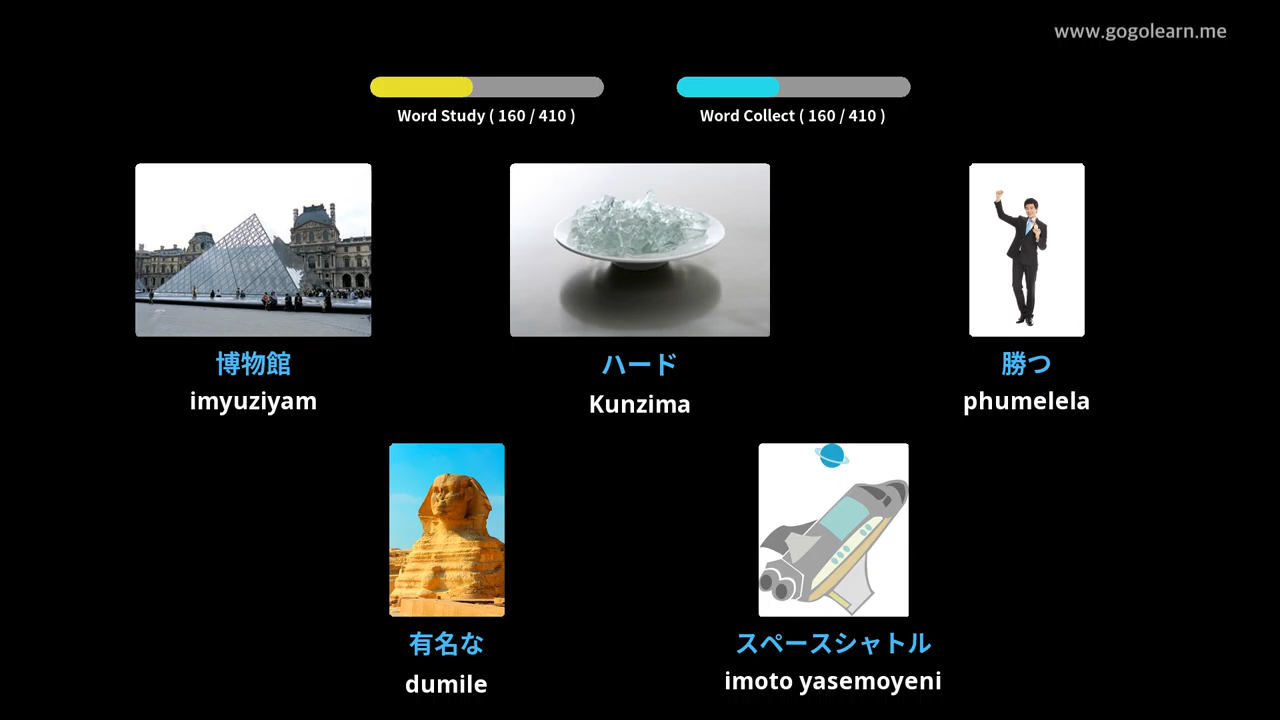 www.gogolearn.me
Word Study ( 160 / 410 )
Word Collect ( 160 / 410 )
博物館
imyuziyam
ハード
Kunzima
勝つ
phumelela
有名な
dumile
スペースシャトル
imoto yasemoyeni